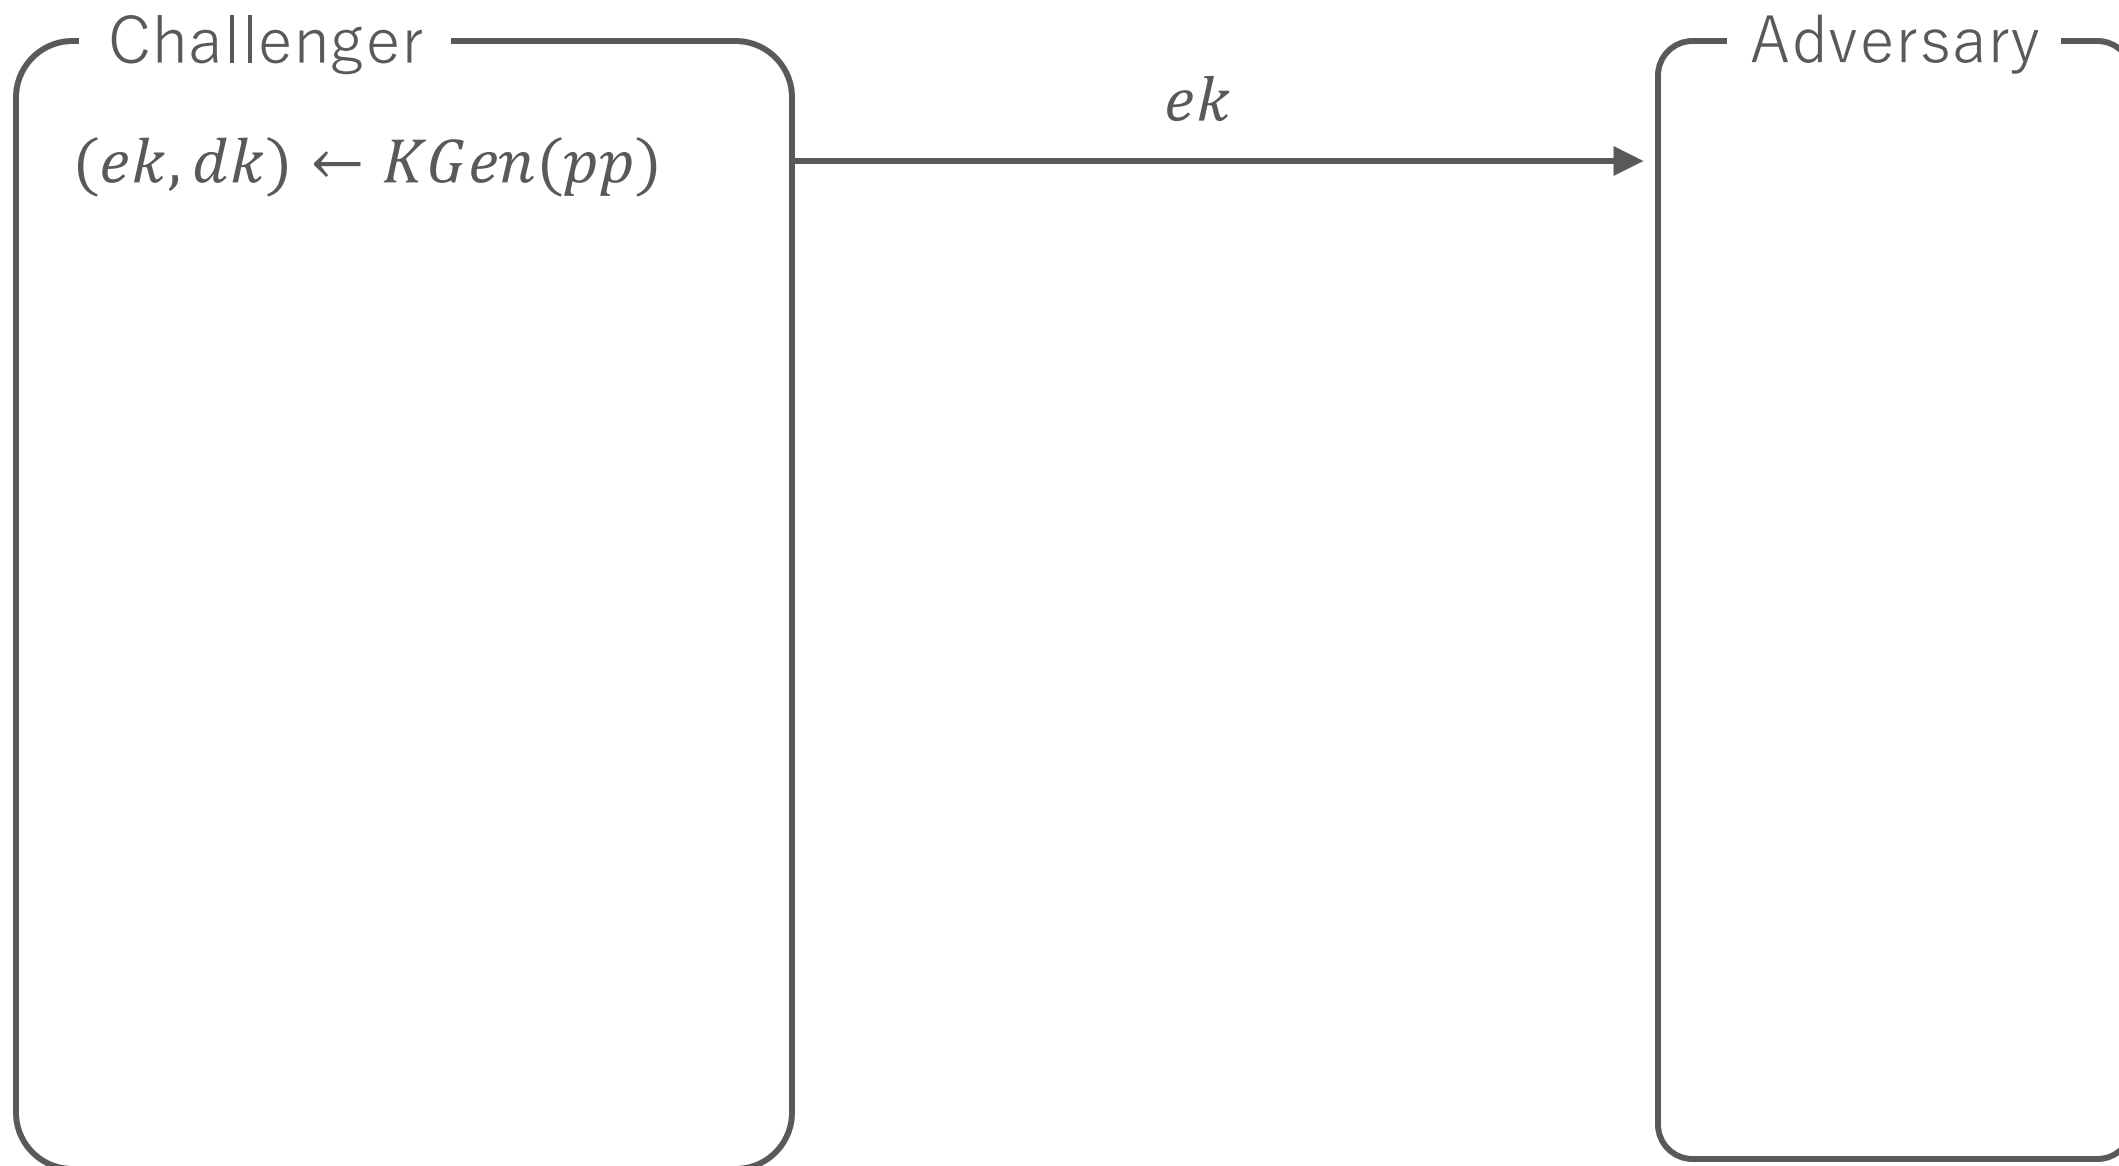 Challenger
Adversary
ek
(ek, dk) ← KGen(pp)